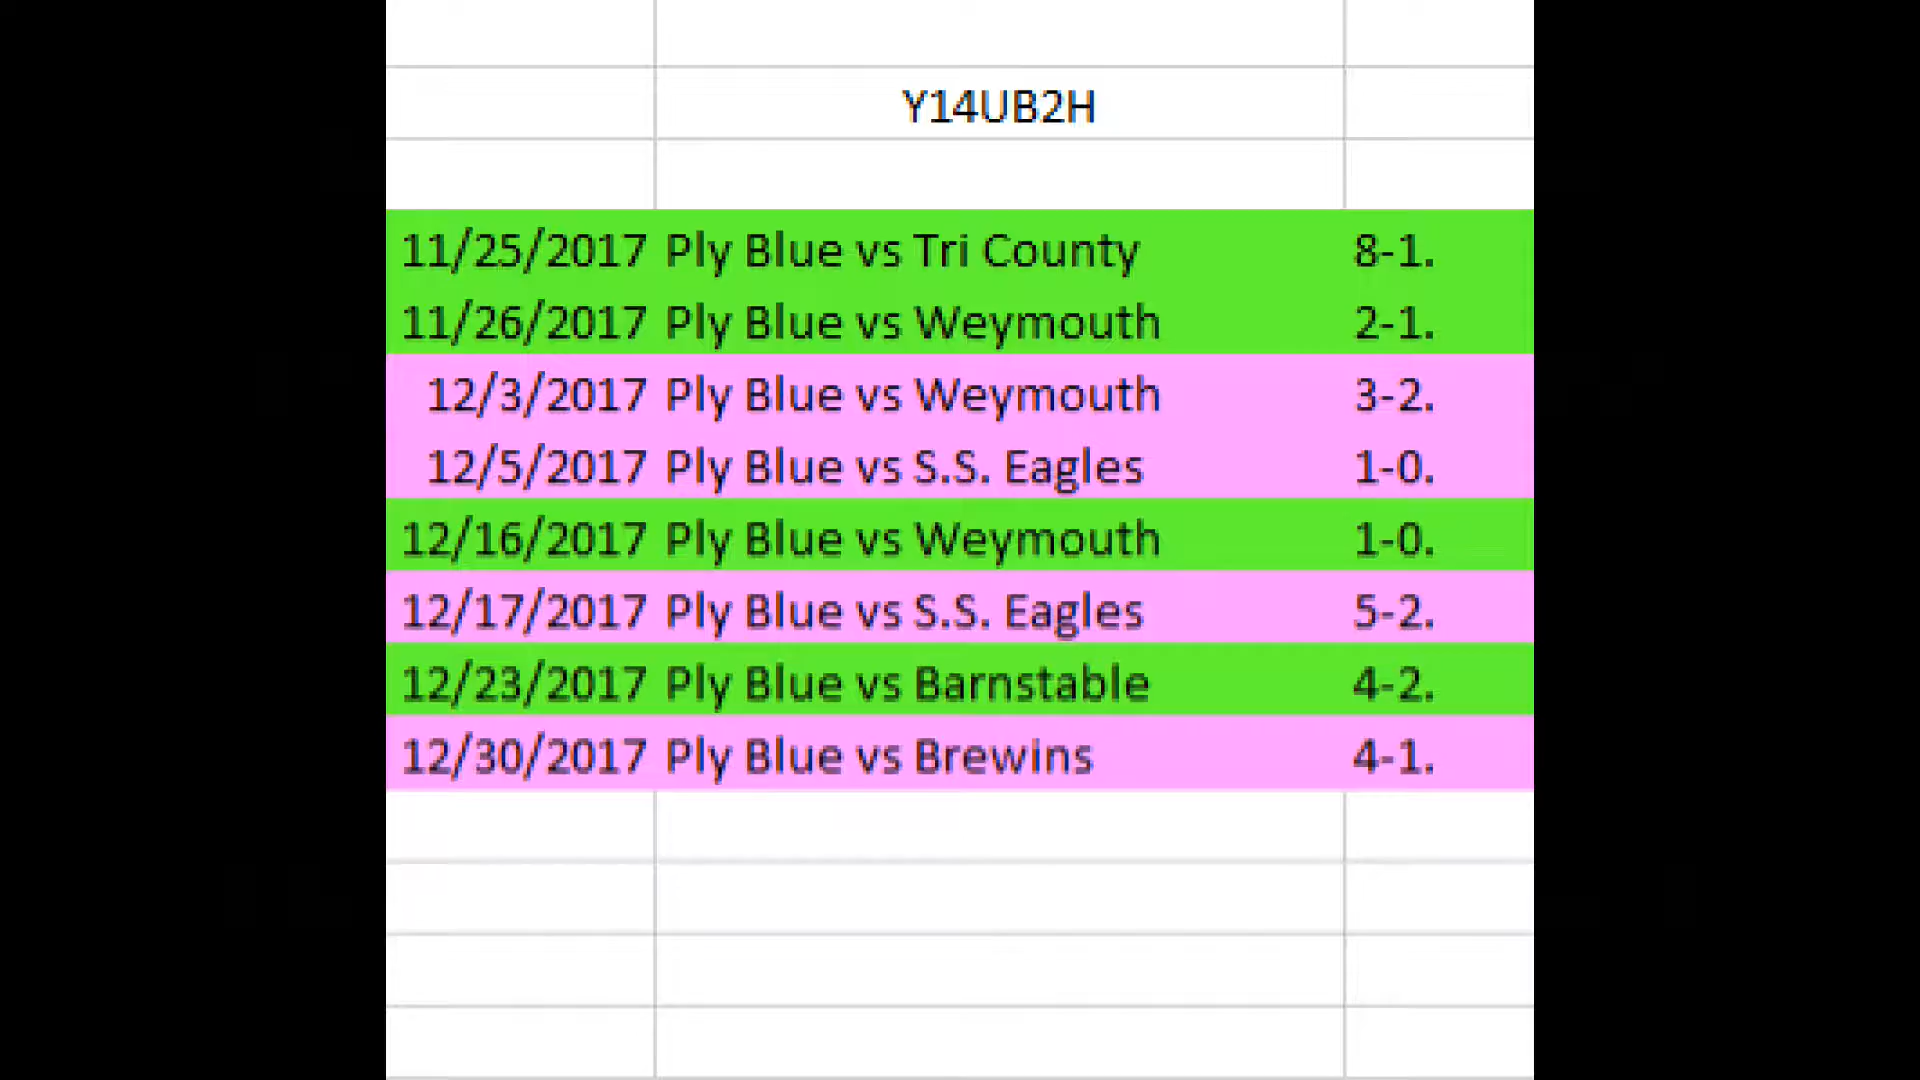 Y14UB2H
11/25/2017 Ply Blue vs Tri County 8-1.
11/26/2017 Ply Blue vs Weymouth 2-1.
12/3/2017 Ply Blue vs Weymouth 3-2.
12/5/2017 Ply Blue vs S.S. Eagles 1-0.
12/16/2017 Ply Blue vs Weymouth 1-0.
12/17/2017 Ply Blue vs S.S. Eagles 5-2.
12/23/2017 Ply Blue vs Barnstable 4-2.
12/30/2017 Ply Blue vs Brewins 4-1.